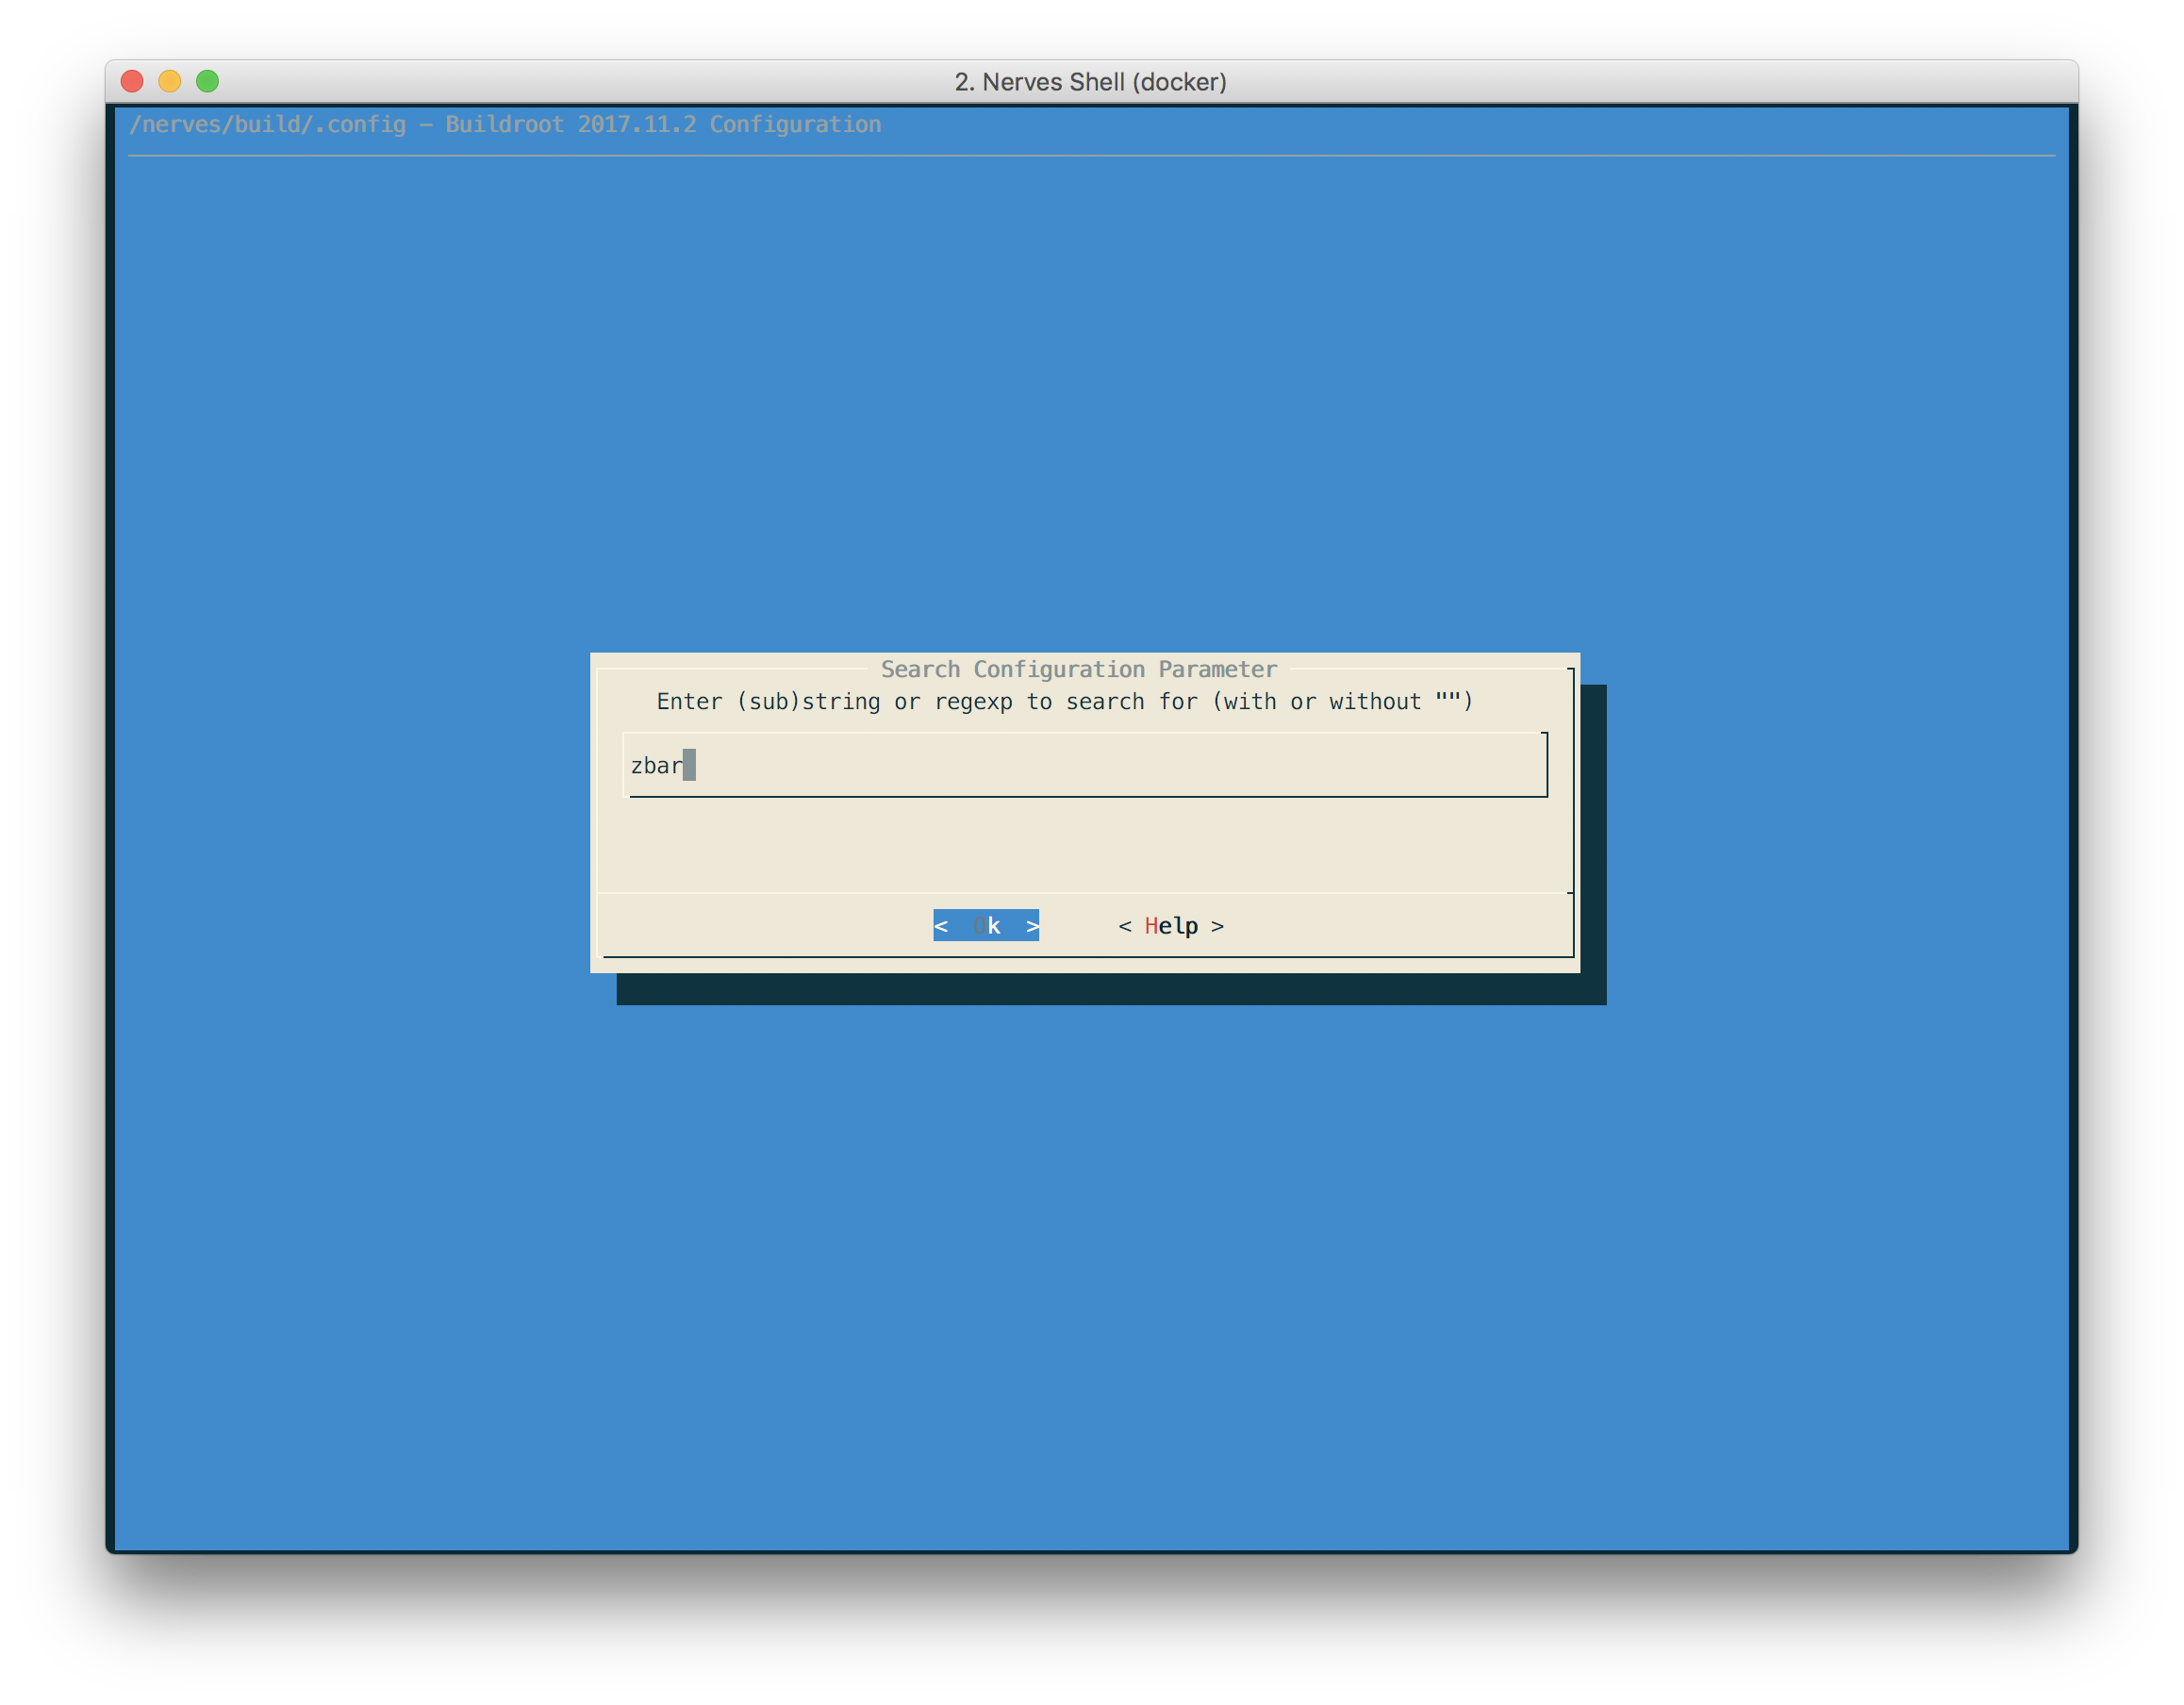 2. Nerves Shell (docker)
/nerves/build/.config – Buildroot 2017.11.2 Configuration
Search Configuration Parameter
Enter (sub)string or regexp to search for (with or without "")
zbar
< Ok > < Help >